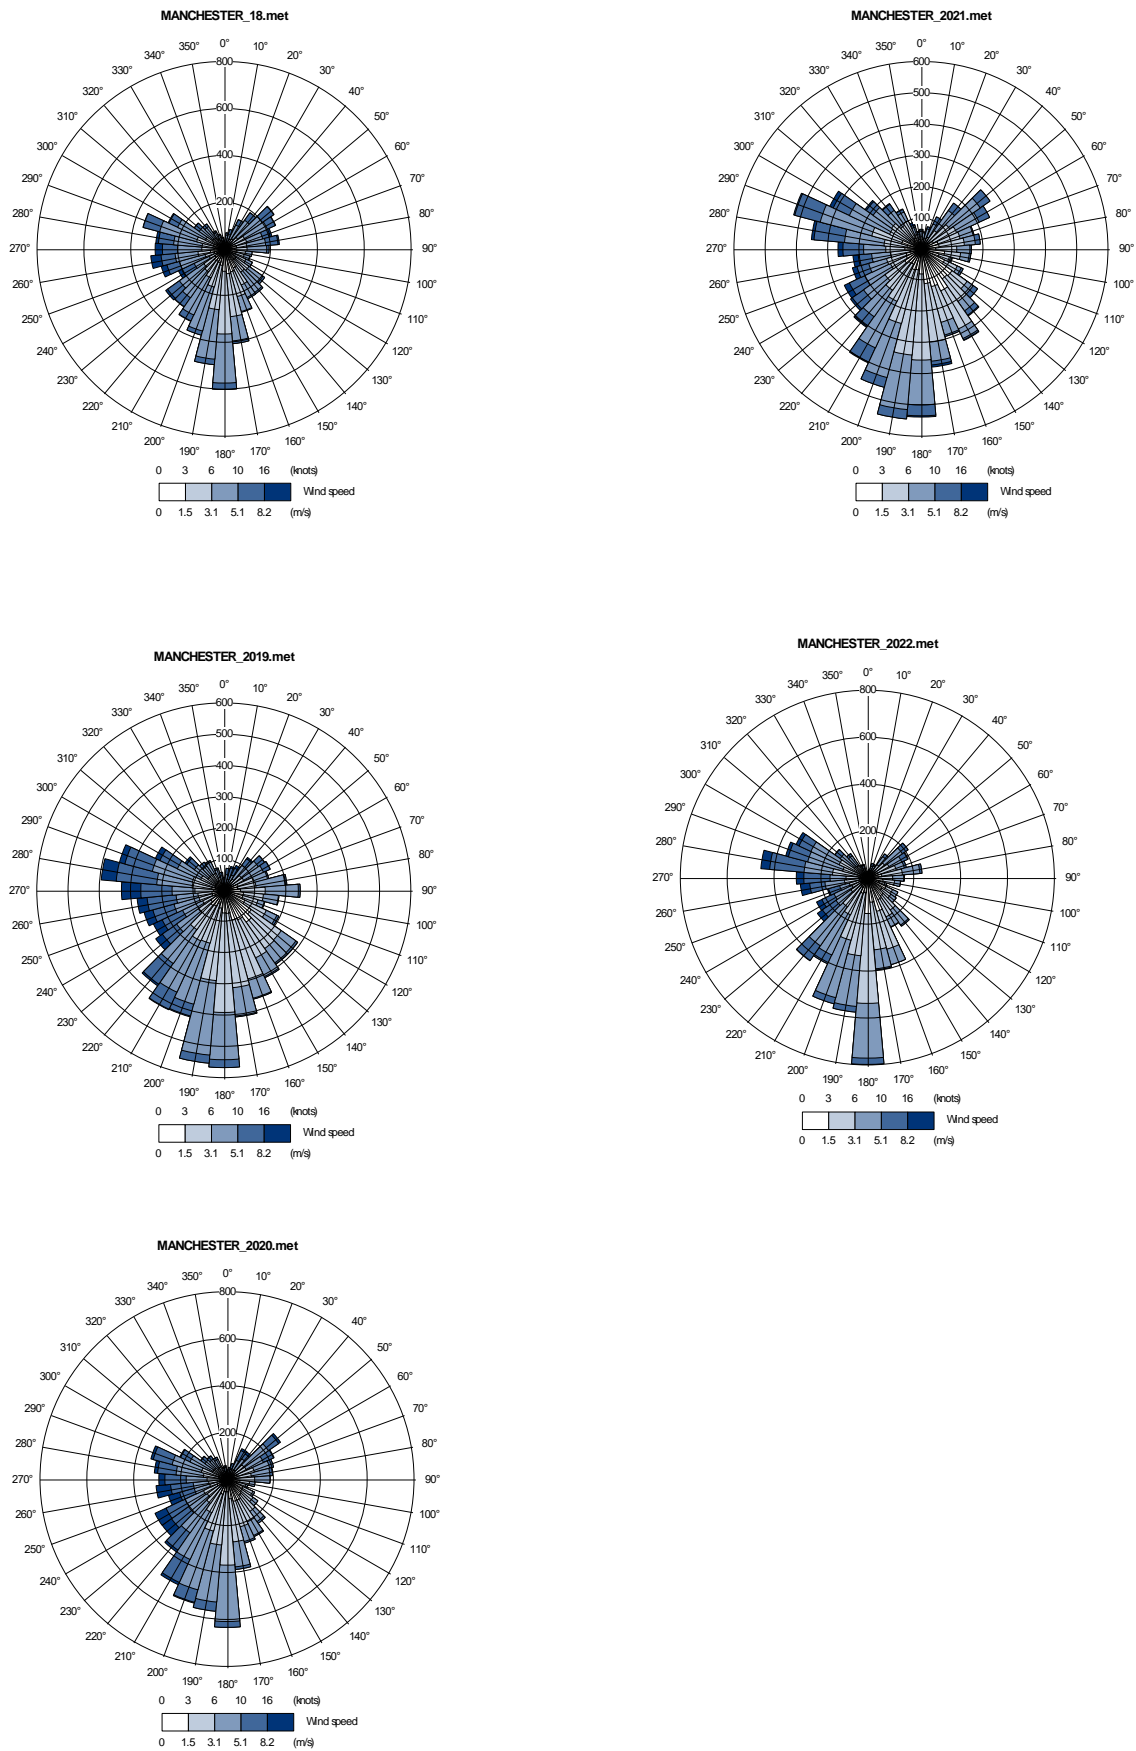 MANCHESTER_18.met
350° 0° 10°
340° 20°
800
330° 30°
320° 40°
600
310° 50°
300° 400 60°
290° 70°
200
280° 80°
270° 90°
260° 100°
250° 110°
240° 120°
230° 130°
220° 140°
210° 150°
200° 160°
190° 180° 170°
0 3 6 10 16 (knots)
Wind speed
0 1.5 3.1 5.1 8.2 (m/s)
MANCHESTER_2021.met
350° 0° 10°
340° 20°
600
330° 30°
500
320° 40°
310° 400 50°
300° 300 60°
290° 200 70°
280° 100 80°
270° 90°
260° 100°
250° 110°
240° 120°
230° 130°
220° 140°
210° 150°
200° 160°
190° 180° 170°
0 3 6 10 16 (knots)
Wind speed
0 1.5 3.1 5.1 8.2 (m/s)
MANCHESTER_2019.met
350° 0° 10°
340° 20°
600
330° 30°
500
320° 40°
310° 400 50°
300° 300 60°
290° 200 70°
280° 100 80°
270° 90°
260° 100°
250° 110°
240° 120°
230° 130°
220° 140°
210° 150°
200° 160°
190° 180° 170°
0 3 6 10 16 (knots)
Wind speed
0 1.5 3.1 5.1 8.2 (m/s)
MANCHESTER_2022.met
350° 0° 10°
340° 20°
800
330° 30°
320° 40°
600
310° 50°
300° 400 60°
290° 70°
200
280° 80°
270° 90°
260° 100°
250° 110°
240° 120°
230° 130°
220° 140°
210° 150°
200° 160°
190° 180° 170°
0 3 6 10 16 (knots)
Wind speed
0 1.5 3.1 5.1 8.2 (m/s)
MANCHESTER_2020.met
350° 0° 10°
340° 20°
800
330° 30°
320° 40°
600
310° 50°
300° 400 60°
290° 70°
200
280° 80°
270° 90°
260° 100°
250° 110°
240° 120°
230° 130°
220° 140°
210° 150°
200° 160°
190° 180° 170°
0 3 6 10 16 (knots)
Wind speed
0 1.5 3.1 5.1 8.2 (m/s)